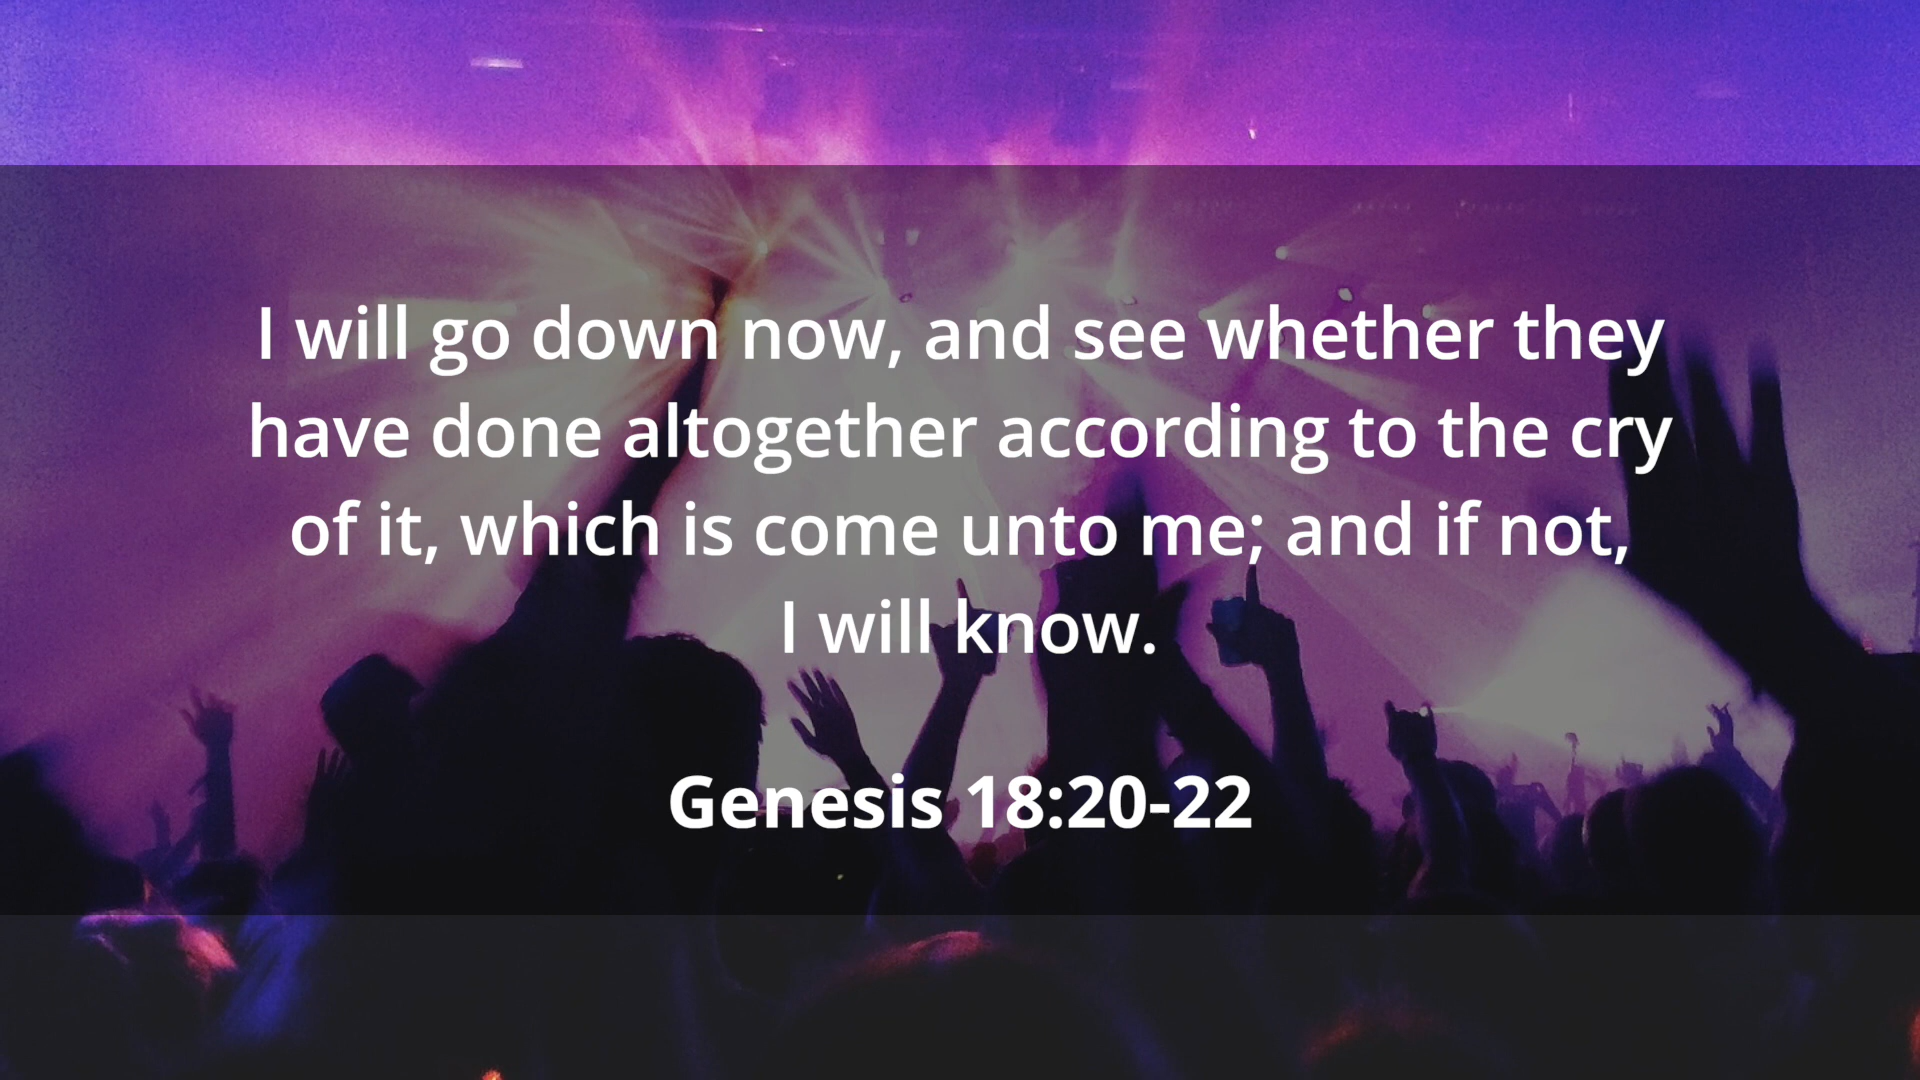 I will go down now, and see whether they
have done altogether according to the cry
of it, which is come unto me; and if not,
I will know.
Genesis 18:20-22